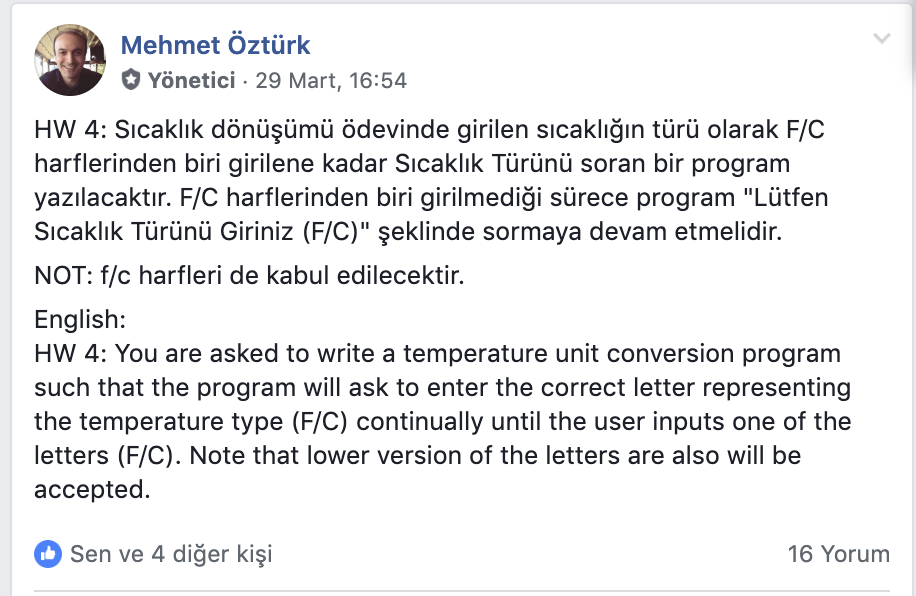 Mehmet Öztürk
Yönetici · 29 Mart, 16:54
HW 4: Sıcaklık dönüşümü ödevinde girilen sıcaklığın türü olarak F/C
harflerinden biri girilene kadar Sıcaklık Türünü soran bir program
yazılacaktır. F/C harflerinden biri girilmediği sürece program "Lütfen
Sıcaklık Türünü Giriniz (F/C)" şeklinde sormaya devam etmelidir.
NOT: f/c harfleri de kabul edilecektir.
English:
HW 4: You are asked to write a temperature unit conversion program
such that the program will ask to enter the correct letter representing
the temperature type (F/C) continually until the user inputs one of the
letters (F/C). Note that lower version of the letters are also will be
accepted.
Sen ve 4 diğer kişi
16 Yorum